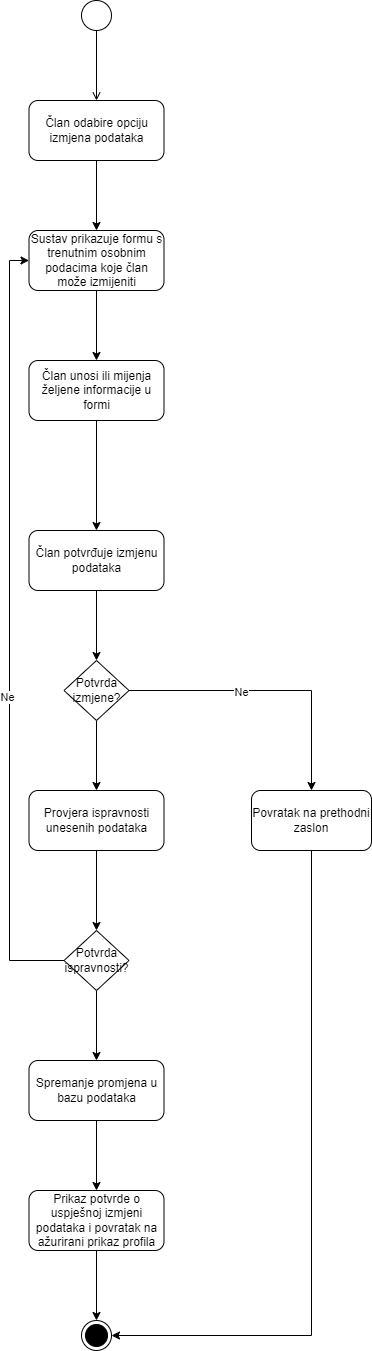 Član odabire opciju
izmjena podataka
Sustav prikazuje formu s
trenutnim osobnim
podacima koje član
može izmijeniti
Član unosi ili mijenja
željene informacije u
formi
Član potvrđuje izmjenu
podataka
Potvrda
izmjene?
Ne
Ne
Provjera ispravnosti
unesenih podataka
Povratak na prethodni
zaslon
Potvrda
ispravnosti?
Spremanje promjena u
bazu podataka
Prikaz potvrde o
uspješnoj izmjeni
podataka i povratak na
ažurirani prikaz profila